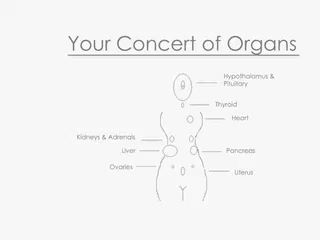 Your Concert of Organs
Hypothalamus &
Pituitary
Thyroid
Heart
Kidneys & Adrenals
Liver
Pancreas
Ovaries
Uterus